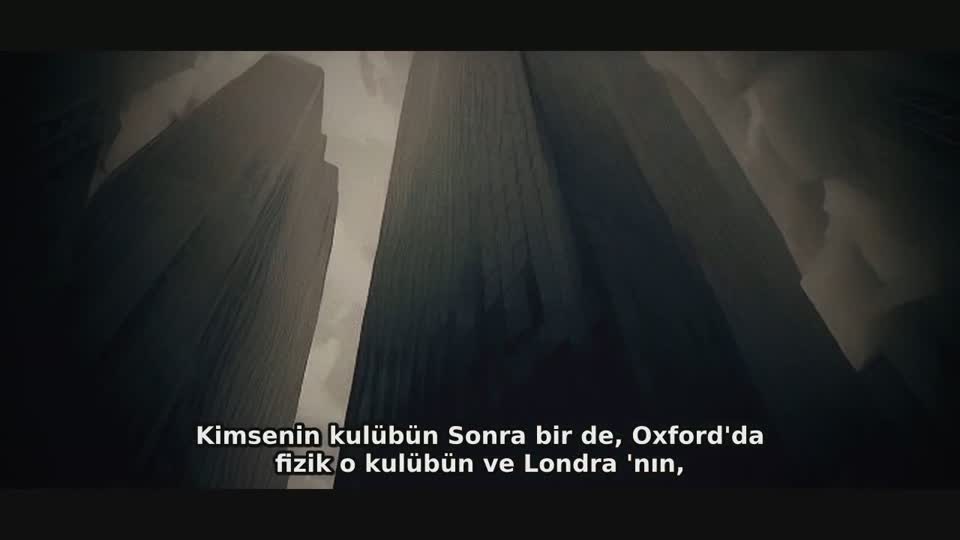 Kimsenin kulübün Sonra bir de, Oxford'da
fizik o kulübün ve Londra 'nın,